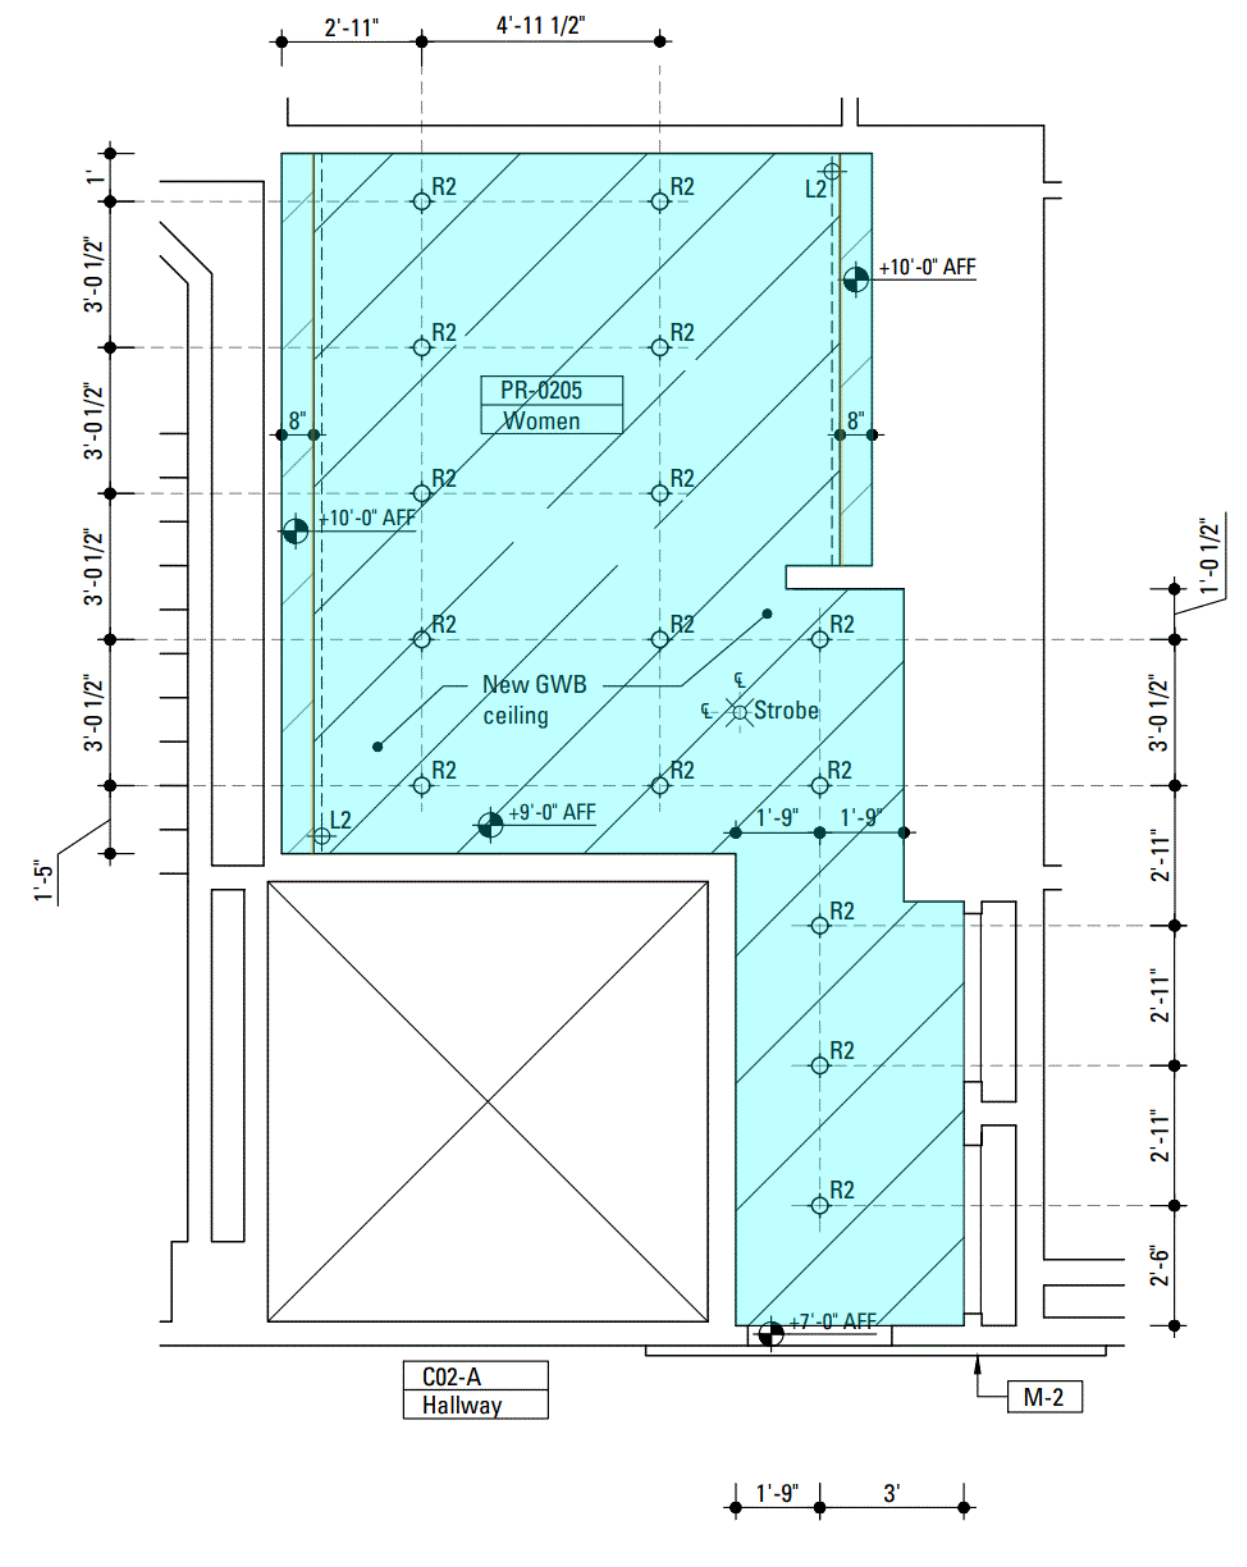 2'-11"
4'-11 1/2"
1'
R2
R2
L2
3'-0 1/2"
+10'-0" AFF
R2
R2
PR-0205
Women
3'-0 1/2"
8"
8"
R2
R2
+10'-0" AFF
3'-0 1/2"
1'-0 1/2"
R2
R2
R2
New GWB
ceiling
℄
℄
Strobe
3'-0 1/2"
3'-0 1/2"
R2
R2
R2
L2
+9'-0" AFF
1'-9"
1'-9"
1'-5"
2'-11"
R2
2'-11"
R2
2'-11"
R2
2'-6"
+7'-0" AFF
C02-A
Hallway
M-2
1'-9"
3'